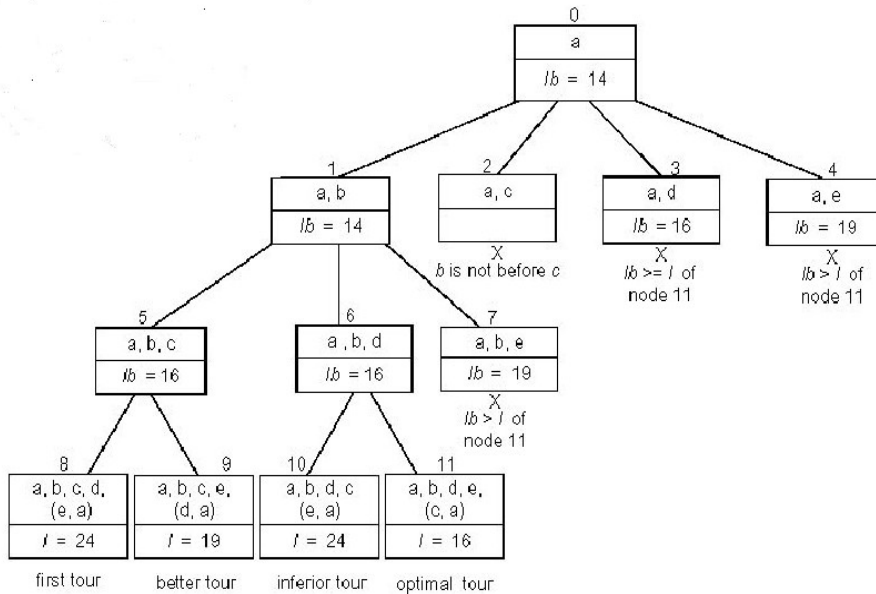 0
a
lb = 14
1
a, b
lb = 14
2
a, c
X
b is not before c
3
a, d
lb = 16
X
lb >= l of
node 11
4
a, e
lb = 19
X
lb > l of
node 11
5
a, b, c
lb = 16
6
a, b, d
lb = 16
7
a, b, e
lb = 19
X
lb > l of
node 11
8
a, b, c, d,
(e, a)
l = 24
first tour
9
a, b, c, e,
(d, a)
l = 19
better tour
10
a, b, d, c
(e, a)
l = 24
inferior tour
11
a, b, d, e,
(c, a)
l = 16
optimal tour